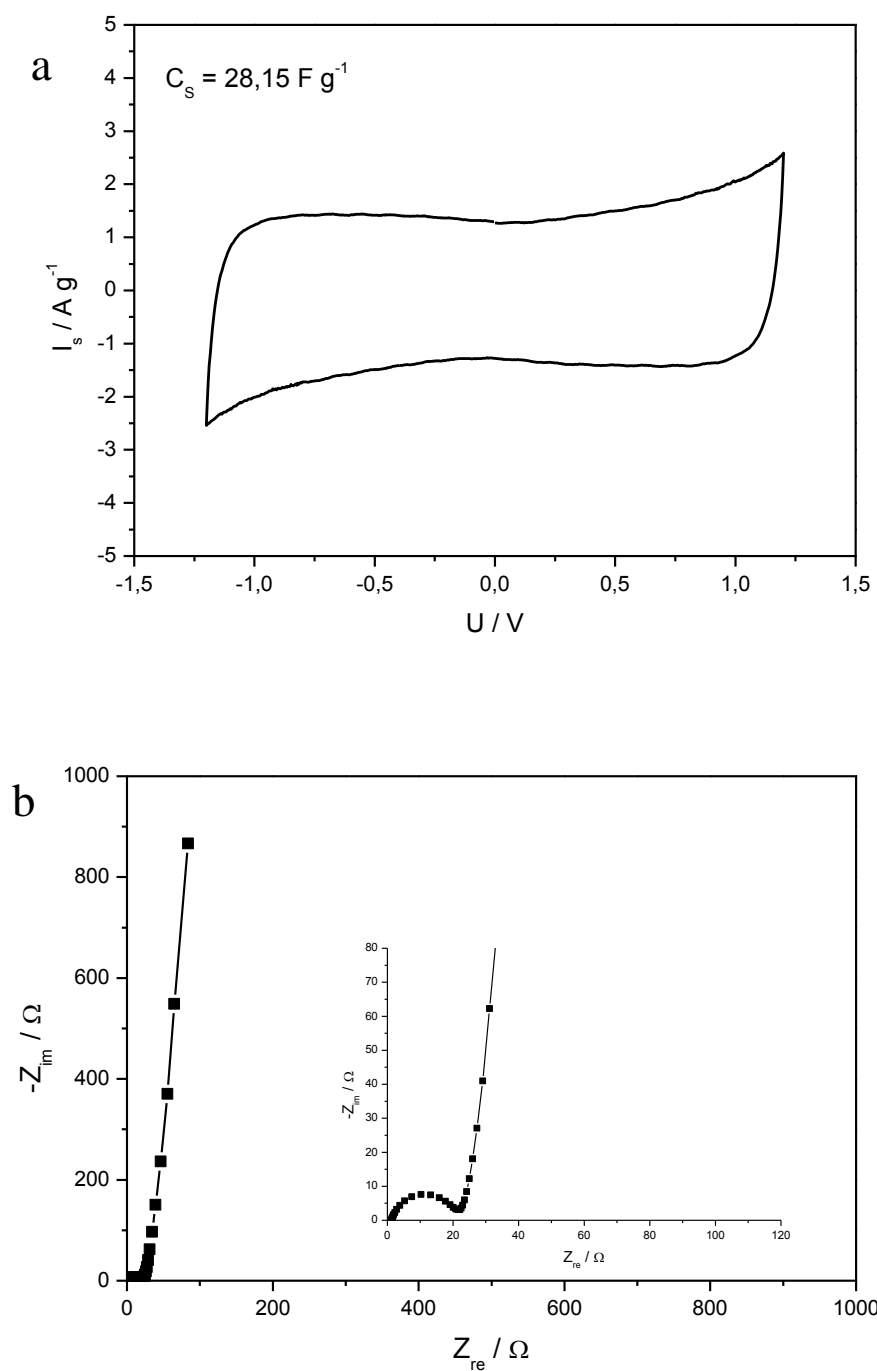 a
C_S = 28,15 F g^-1
5
4
3
2
1
0
-1
-2
-3
-4
-5
I_s / A g^-1
-1,5 -1,0 -0,5 0,0 0,5 1,0 1,5
U / V
b
1000
800
600
400
200
0
-Z_im / Ω
80
70
60
50
40
30
20
10
0
-Z_im / Ω
0 20 40 60 80 100 120
Z_re / Ω
0 200 400 600 800 1000
Z_re / Ω